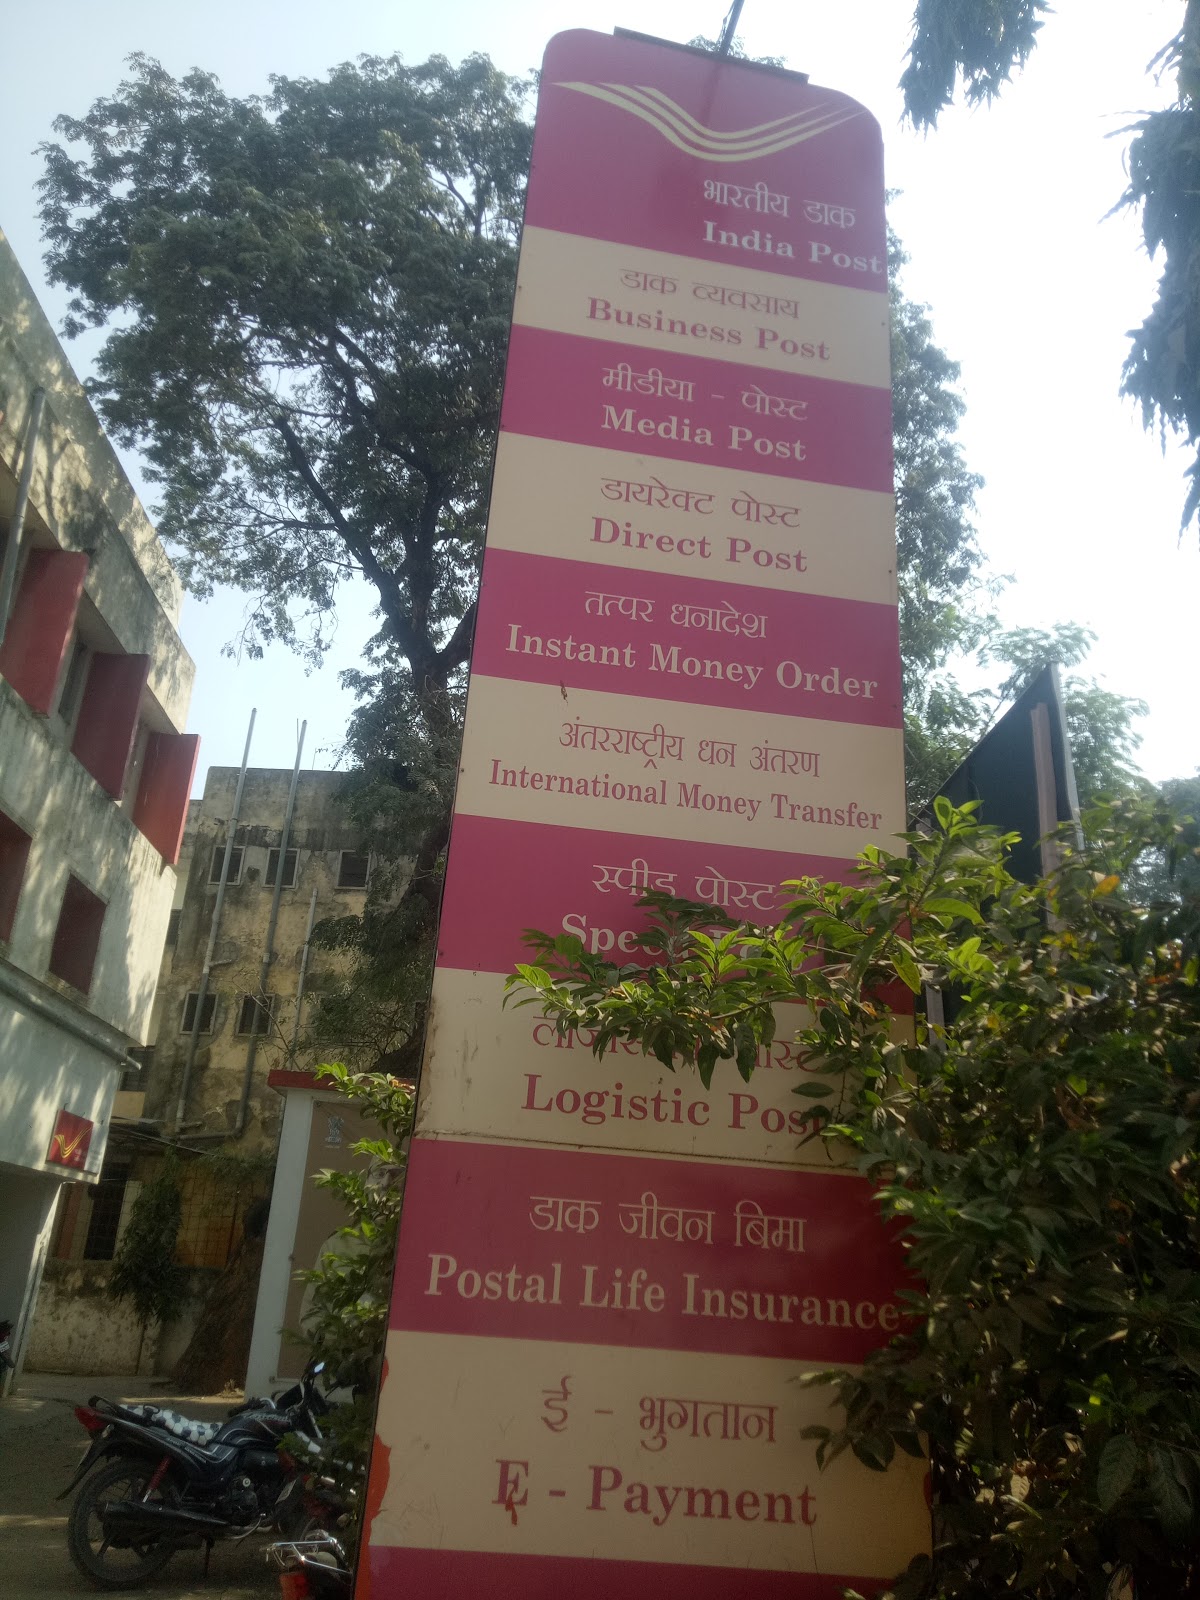 भारतीय डाक
India Post
डाक व्यवसाय
Business Post
मीडीया - पोस्ट
Media Post
डायरेक्ट पोस्ट
Direct Post
तत्पर धनादेश
Instant Money Order
अंतरराष्ट्रीय धन अंतरण
International Money Transfer
स्पीड पोस्ट
Logistic Post
डाक जीवन बिमा
Postal Life Insurance
ई - भुगतान
E - Payment